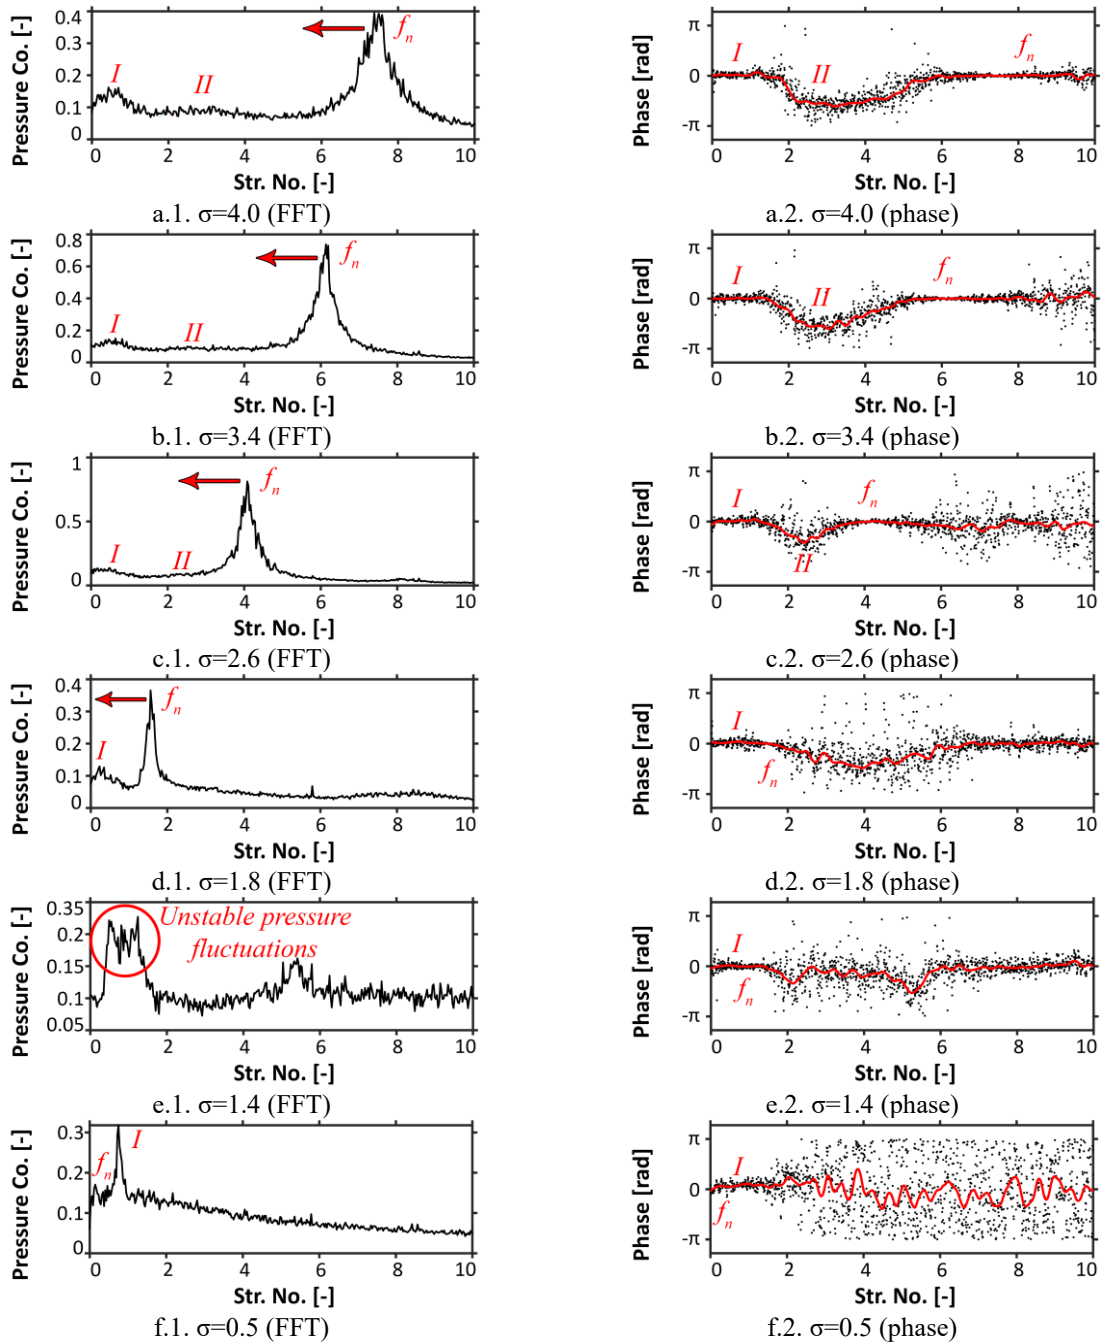 Pressure Co. [-]
0.4
0.3
0.2
0.1
0
I
II
fn
0 2 4 6 8 10
Str. No. [-]
a.1. σ=4.0 (FFT)
Phase [rad]
π
0
-π
I
II
fn
0 2 4 6 8 10
Str. No. [-]
a.2. σ=4.0 (phase)
Pressure Co. [-]
0.8
0.6
0.4
0.2
0
I
II
fn
0 2 4 6 8 10
Str. No. [-]
b.1. σ=3.4 (FFT)
Phase [rad]
π
0
-π
I
II
fn
0 2 4 6 8 10
Str. No. [-]
b.2. σ=3.4 (phase)
Pressure Co. [-]
1
0.5
0
I
II
fn
0 2 4 6 8 10
Str. No. [-]
c.1. σ=2.6 (FFT)
Phase [rad]
π
0
-π
I
II
fn
0 2 4 6 8 10
Str. No. [-]
c.2. σ=2.6 (phase)
Pressure Co. [-]
0.4
0.3
0.2
0.1
0
I
fn
0 2 4 6 8 10
Str. No. [-]
d.1. σ=1.8 (FFT)
Phase [rad]
π
0
-π
I
fn
0 2 4 6 8 10
Str. No. [-]
d.2. σ=1.8 (phase)
Pressure Co. [-]
0.35
0.2
0.15
0.1
0.05
Unstable pressure
fluctuations
0 2 4 6 8 10
Str. No. [-]
e.1. σ=1.4 (FFT)
Phase [rad]
π
0
-π
I
fn
0 2 4 6 8 10
Str. No. [-]
e.2. σ=1.4 (phase)
Pressure Co. [-]
0.3
0.2
0.1
0
fn
I
0 2 4 6 8 10
Str. No. [-]
f.1. σ=0.5 (FFT)
Phase [rad]
π
0
-π
I
fn
0 2 4 6 8 10
Str. No. [-]
f.2. σ=0.5 (phase)